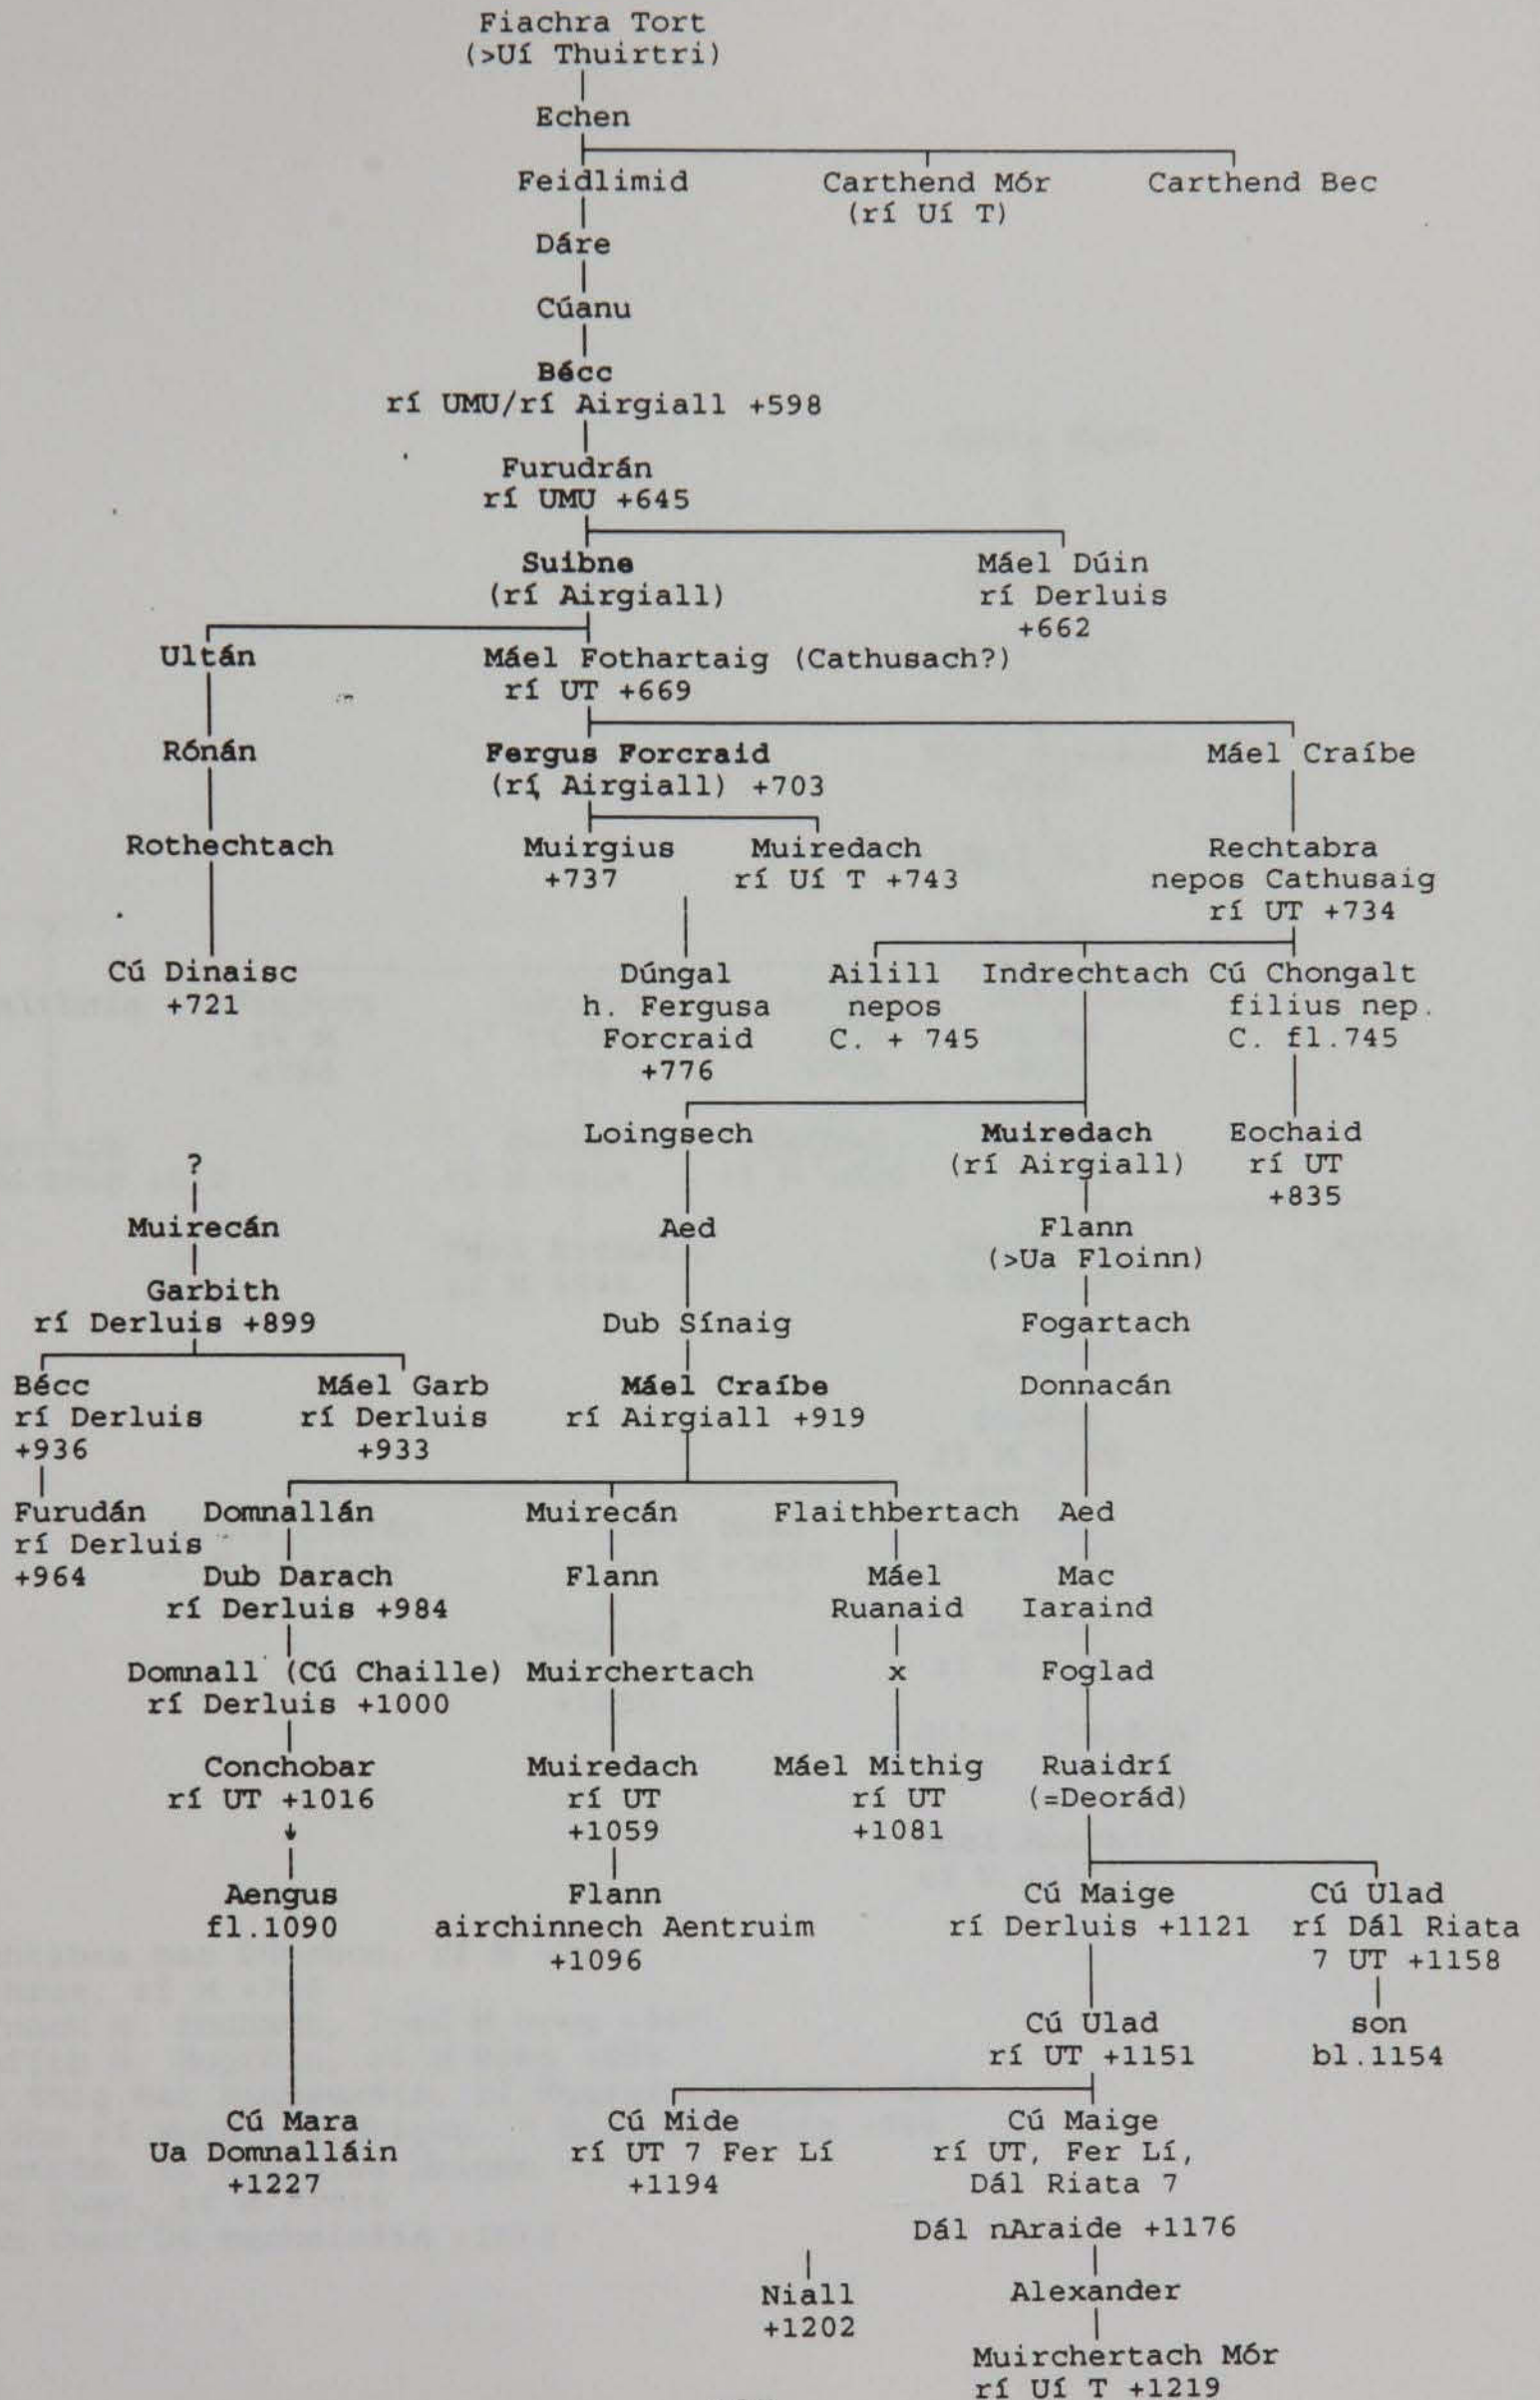 Fiachra Tort
(>Uí Thuirtri)
Echen
Feidlimid Carthend Mór Carthend Bec
(rí Uí T)
Dáre
Cúanu
Bécc
rí UMU/rí Airgiall +598
Furudrán
rí UMU +645
Suibne Máel Dúin
(rí Airgiall) rí Derluis
+662
Ultán Máel Fothartaig (Cathusach?)
rí UT +669
Rónán Fergus Forcraid Máel Craíbe
(rí Airgiall) +703
Rothechtach Muirgius Muiredach Rechtabra
+737 rí Uí T +743 nepos Cathusaig
rí UT +734
Cú Dinaisc Dúngal Ailill Indrechtach Cú Chongalt
+721 h. Fergusa nepos filius nep.
Forcraid C. + 745 C. fl.745
+776
Loingsech Muiredach Eochaid
? (rí Airgiall) rí UT
+835
Muirecán Aed Flann
(>Ua Floinn)
Garbith
rí Derluis +899 Dub Sínaig Fogartach
Bécc Máel Garb Máel Craíbe Donnacán
rí Derluis rí Derluis rí Airgiall +919
+936 +933
Furudán Domnallán Muirecán Flaithbertach Aed
rí Derluis
+964 Dub Darach Flann Máel Mac
rí Derluis +984 Ruanaid Iaraind
Domnall (Cú Chaille) Muirchertach x Foglad
rí Derluis +1000
Conchobar Muiredach Máel Mithig Ruaidrí
rí UT +1016 rí UT rí UT (=Deorád)
+1059 +1081
Aengus Flann Cú Maige Cú Ulad
fl.1090 airchinnech Aentruim rí Derluis +1121 rí Dál Riata
+1096 7 UT +1158
Cú Ulad son
rí UT +1151 bl.1154
Cú Mara Cú Mide Cú Maige
Ua Domnalláin rí UT 7 Fer Lí rí UT, Fer Lí,
+1227 +1194 Dál Riata 7
Dál nAraide +1176
Niall Alexander
+1202
Muirchertach Mór
rí Uí T +1219